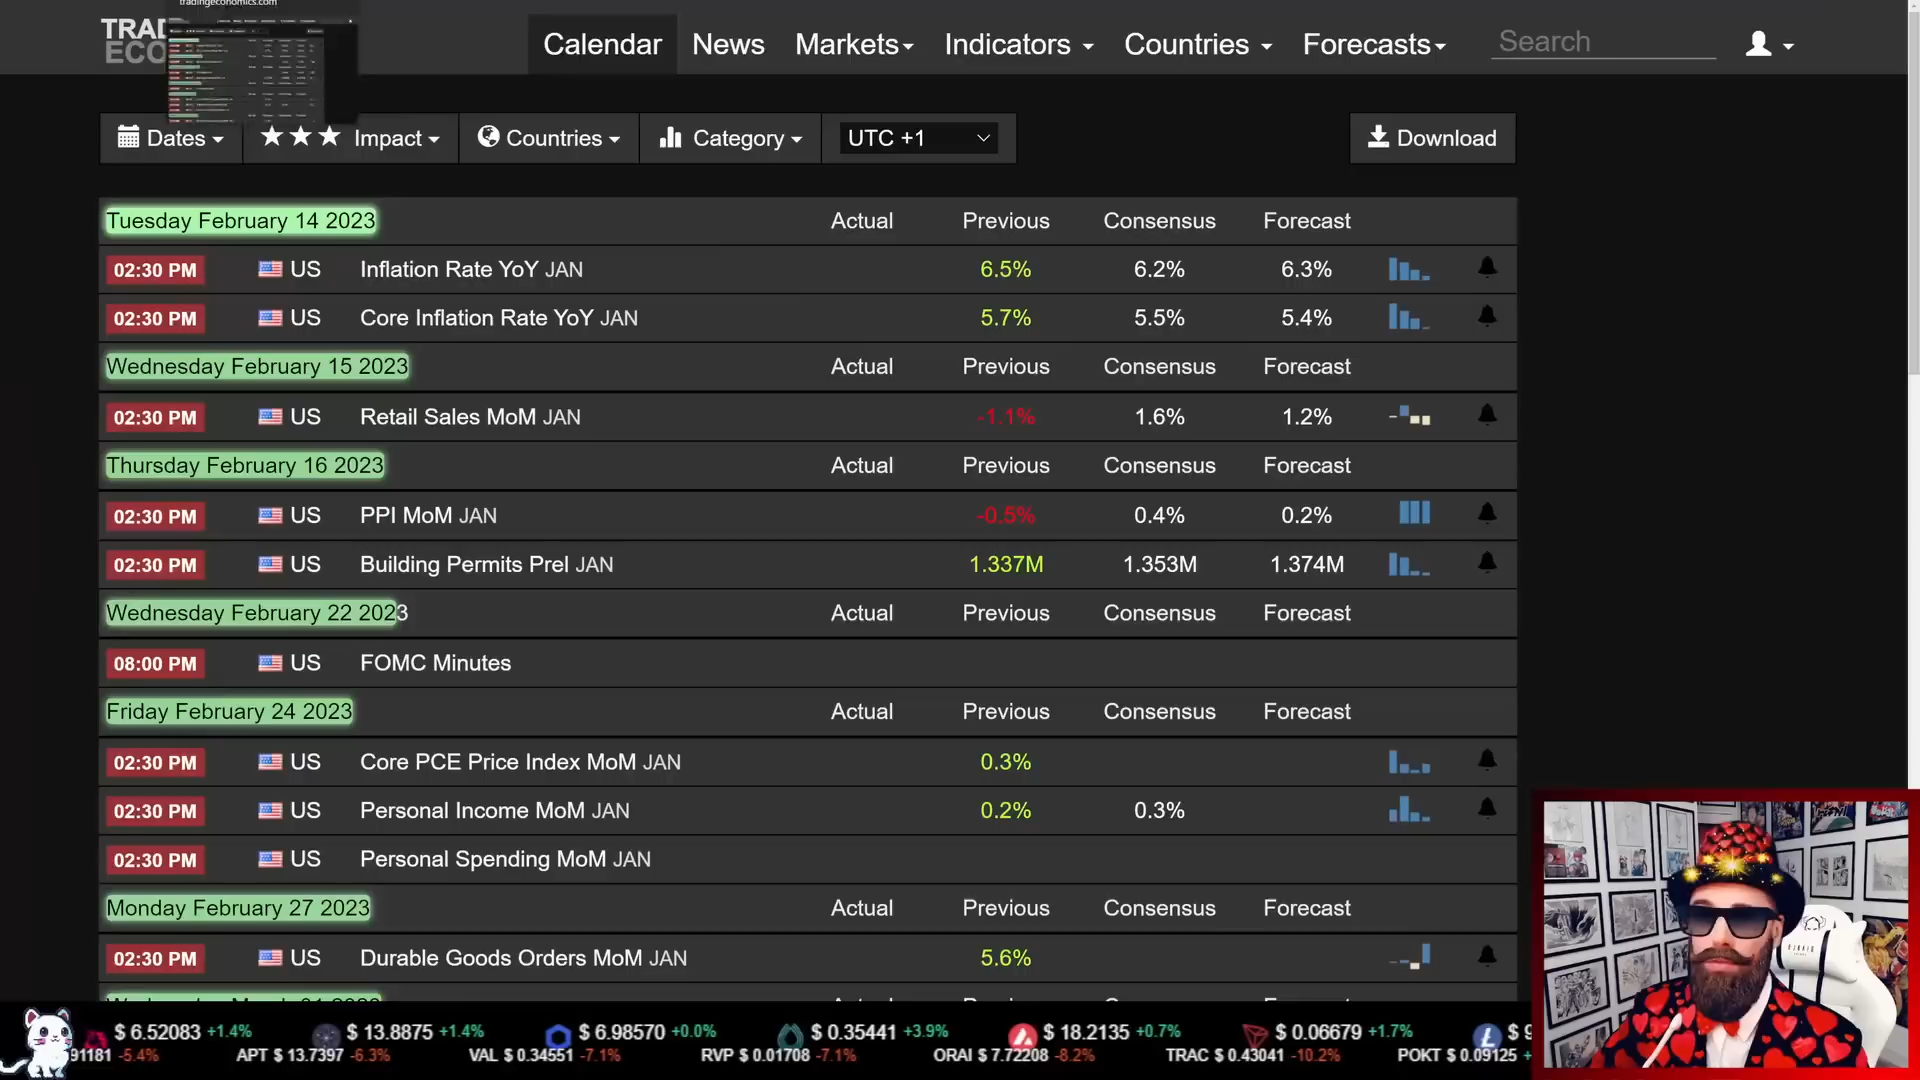 tradingeconomics.com
TRAD
ECO
Calendar News Markets Indicators Countries Forecasts Search
Dates Impact Countries Category UTC +1 Download
Tuesday February 14 2023 Actual Previous Consensus Forecast
02:30 PM US Inflation Rate YoY JAN 6.5% 6.2% 6.3%
02:30 PM US Core Inflation Rate YoY JAN 5.7% 5.5% 5.4%
Wednesday February 15 2023 Actual Previous Consensus Forecast
02:30 PM US Retail Sales MoM JAN -1.1% 1.6% 1.2%
Thursday February 16 2023 Actual Previous Consensus Forecast
02:30 PM US PPI MoM JAN -0.5% 0.4% 0.2%
02:30 PM US Building Permits Prel JAN 1.337M 1.353M 1.374M
Wednesday February 22 2023 Actual Previous Consensus Forecast
08:00 PM US FOMC Minutes
Friday February 24 2023 Actual Previous Consensus Forecast
02:30 PM US Core PCE Price Index MoM JAN 0.3%
02:30 PM US Personal Income MoM JAN 0.2% 0.3%
02:30 PM US Personal Spending MoM JAN
Monday February 27 2023 Actual Previous Consensus Forecast
02:30 PM US Durable Goods Orders MoM JAN 5.6%
$ 6.52083 +1.4% $ 13.8875 +1.4% $ 6.98570 +0.0% $ 0.35441 +3.9% $ 18.2135 +0.7% $ 0.06679 +1.7% $ 9
91181 -5.4% APT $ 13.7397 -6.3% VAL $ 0.34551 -7.1% RVP $ 0.01708 -7.1% ORAI $ 7.72208 -8.2% TRAC $ 0.43041 -10.2% POKT $ 0.09125 +